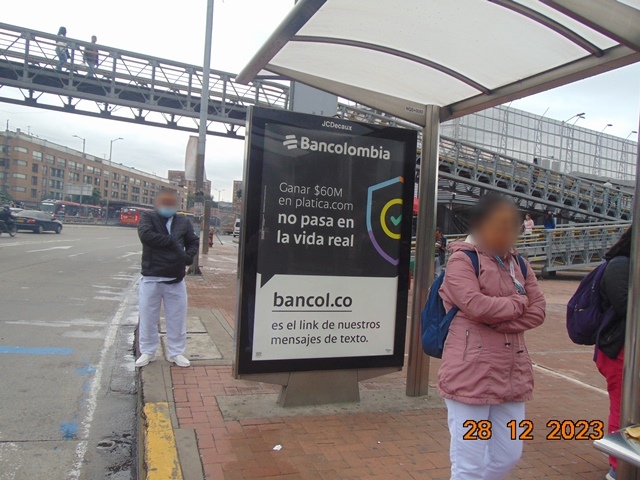 JCDecaux
Bancolombia
Ganar $60M
en platica.com
no pasa en
la vida real
bancol.co
es el link de nuestros
mensajes de texto.
28 12 2023